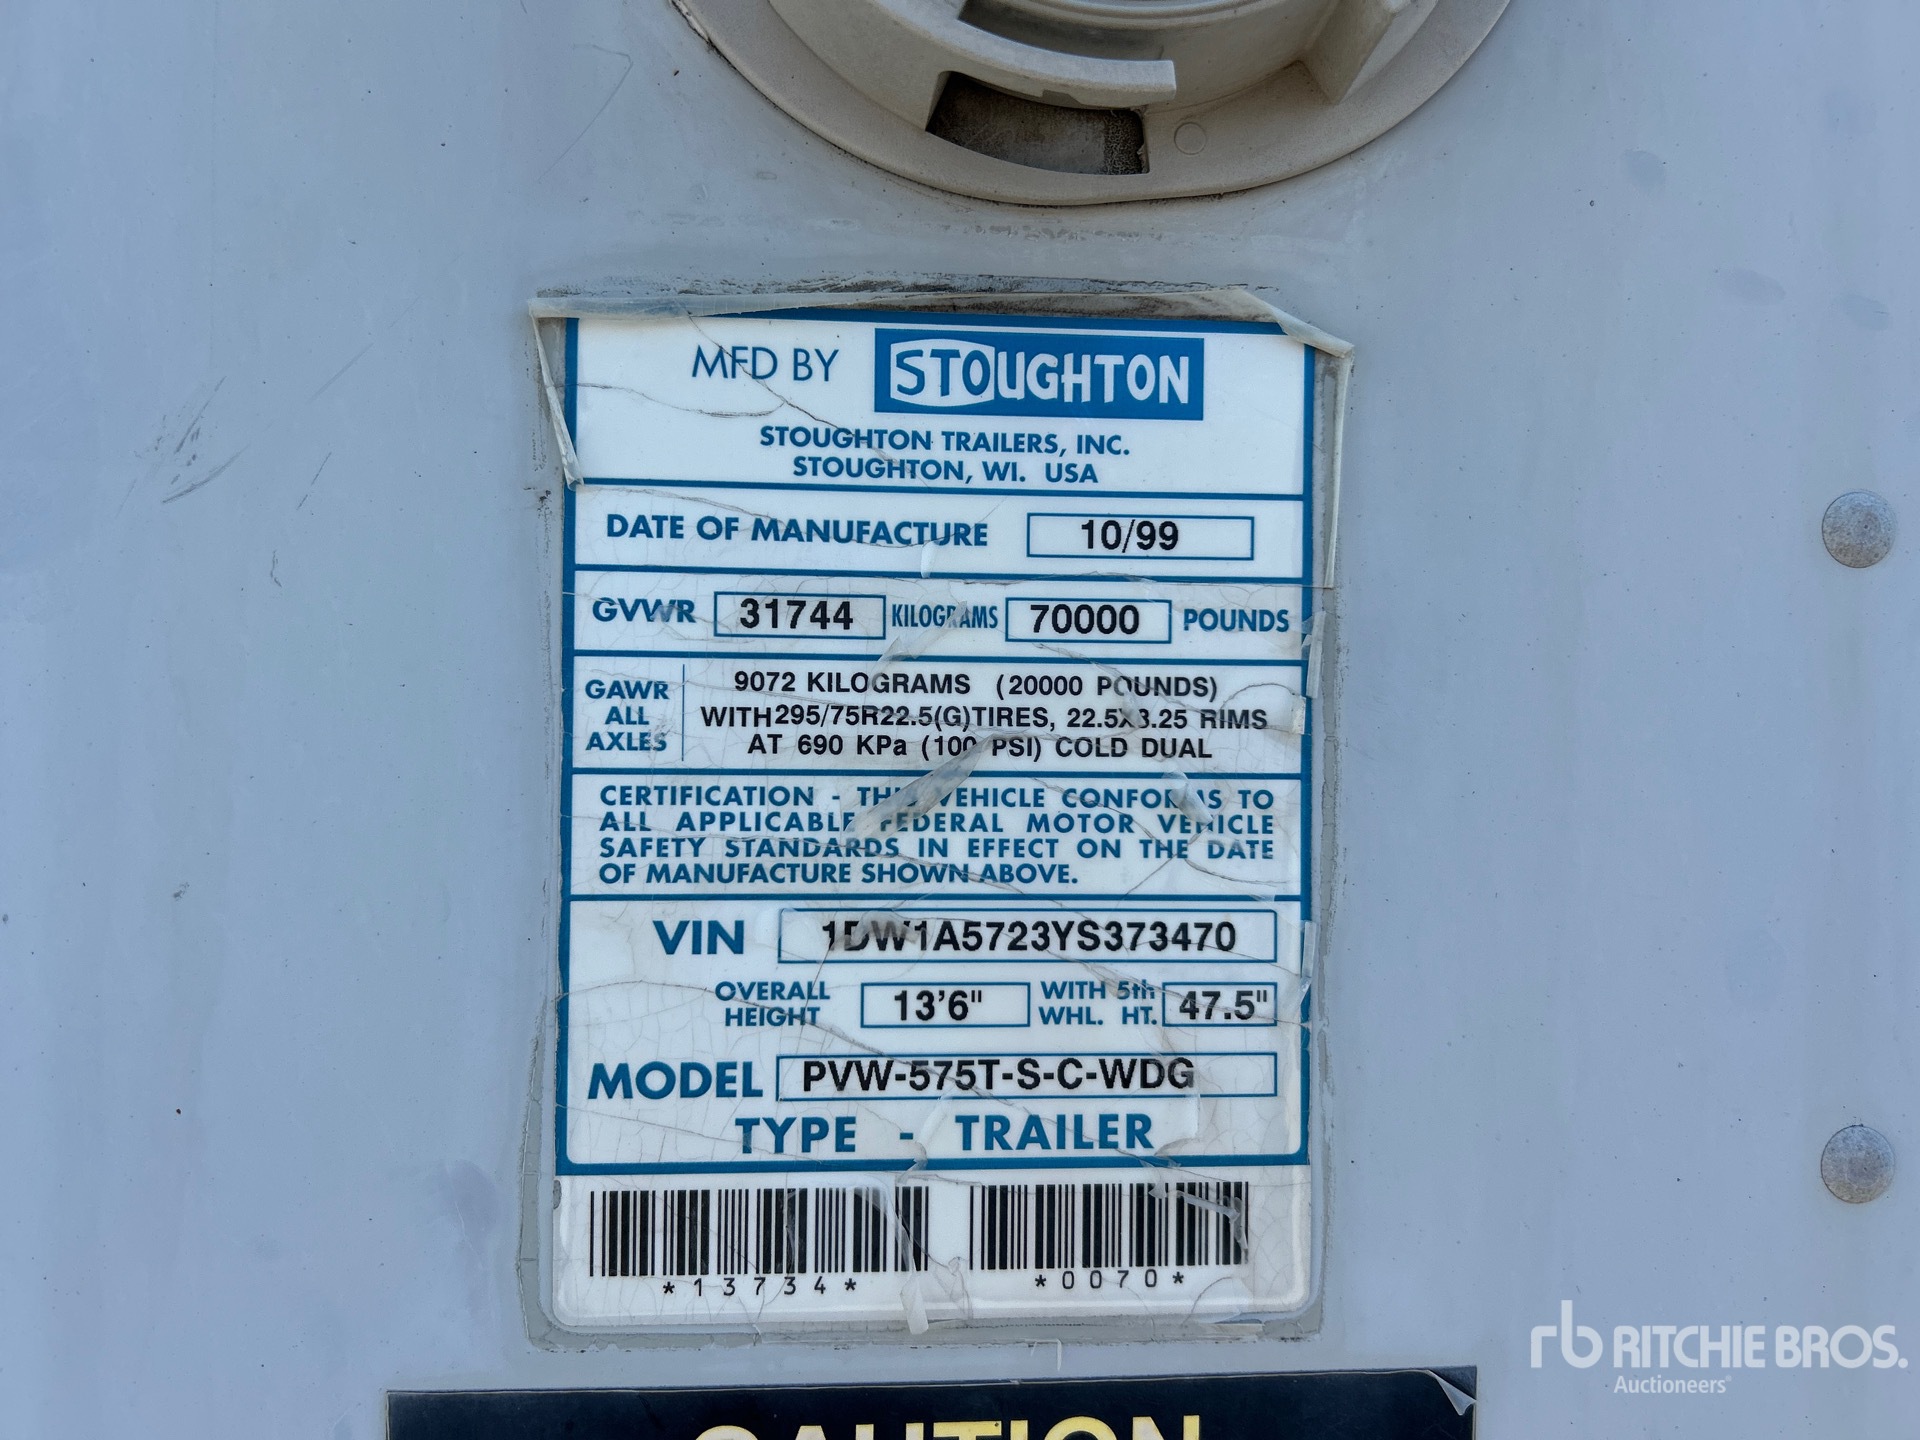 MFD BY STOUGHTON
STOUGHTON TRAILERS, INC.
STOUGHTON, WI. USA
DATE OF MANUFACTURE 10/99
GVWR 31744 KILOGRAMS 70000 POUNDS
GAWR ALL AXLES
9072 KILOGRAMS (20000 POUNDS)
WITH 295/75R22.5(G)TIRES, 22.5X8.25 RIMS
AT 690 KPa (100 PSI) COLD DUAL
CERTIFICATION - THIS VEHICLE CONFORMS TO
ALL APPLICABLE FEDERAL MOTOR VEHICLE
SAFETY STANDARDS IN EFFECT ON THE DATE
OF MANUFACTURE SHOWN ABOVE.
VIN 1DW1A5723YS373470
OVERALL HEIGHT 13'6" WITH 5th WHL. HT. 47.5"
MODEL PVW-575T-S-C-WDG
TYPE - TRAILER
*13734* *0070*
CAUTION
rb RITCHIE BROS.
Auctioneers